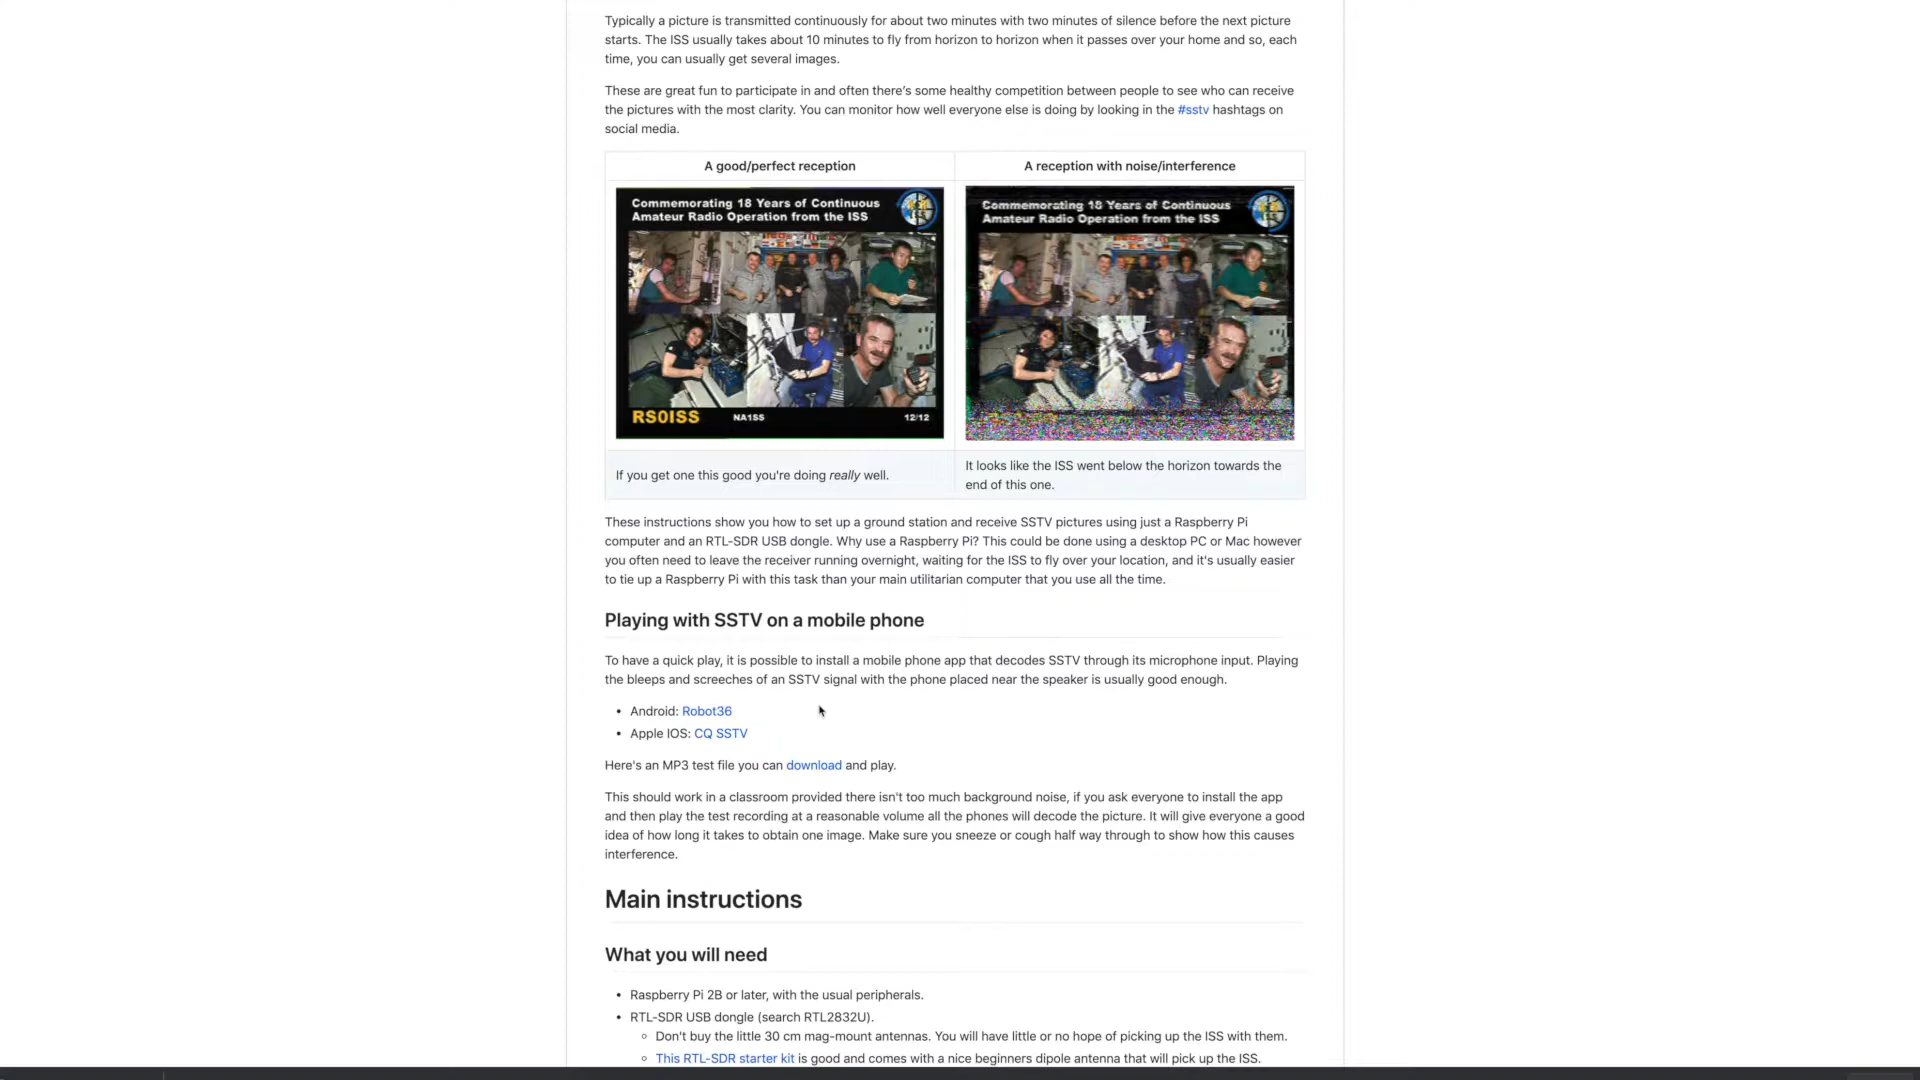 Typically a picture is transmitted continuously for about two minutes with two minutes of silence before the next picture
starts. The ISS usually takes about 10 minutes to fly from horizon to horizon when it passes over your home and so, each
time, you can usually get several images.
These are great fun to participate in and often there's some healthy competition between people to see who can receive
the pictures with the most clarity. You can monitor how well everyone else is doing by looking in the #sstv hashtags on
social media.
A good/perfect reception
A reception with noise/interference
Commemorating 18 Years of Continuous
Amateur Radio Operation from the ISS
RS0ISS NA1SS 12/12
Commemorating 18 Years of Continuous
Amateur Radio Operation from the ISS
If you get one this good you're doing really well.
It looks like the ISS went below the horizon towards the
end of this one.
These instructions show you how to set up a ground station and receive SSTV pictures using just a Raspberry Pi
computer and an RTL-SDR USB dongle. Why use a Raspberry Pi? This could be done using a desktop PC or Mac however
you often need to leave the receiver running overnight, waiting for the ISS to fly over your location, and it's usually easier
to tie up a Raspberry Pi with this task than your main utilitarian computer that you use all the time.
Playing with SSTV on a mobile phone
To have a quick play, it is possible to install a mobile phone app that decodes SSTV through its microphone input. Playing
the bleeps and screeches of an SSTV signal with the phone placed near the speaker is usually good enough.
• Android: Robot36
• Apple IOS: CQ SSTV
Here's an MP3 test file you can download and play.
This should work in a classroom provided there isn't too much background noise, if you ask everyone to install the app
and then play the test recording at a reasonable volume all the phones will decode the picture. It will give everyone a good
idea of how long it takes to obtain one image. Make sure you sneeze or cough half way through to show how this causes
interference.
Main instructions
What you will need
• Raspberry Pi 2B or later, with the usual peripherals.
• RTL-SDR USB dongle (search RTL2832U).
◦ Don't buy the little 30 cm mag-mount antennas. You will have little or no hope of picking up the ISS with them.
◦ This RTL-SDR starter kit is good and comes with a nice beginners dipole antenna that will pick up the ISS.